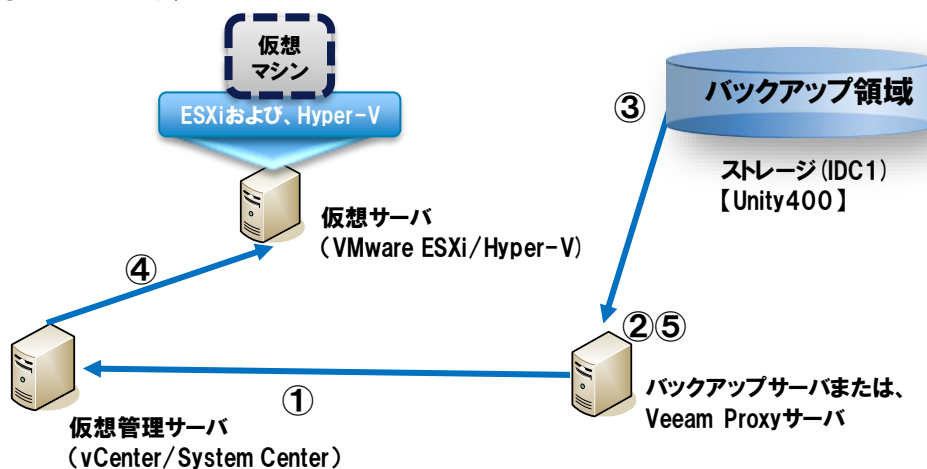 仮想
マシン
ESXiおよび、Hyper-V
バックアップ領域
③
ストレージ(IDC1)
【Unity400】
仮想サーバ
(VMware ESXi/Hyper-V)
④
②⑤
①
バックアップサーバまたは、
Veeam Proxyサーバ
仮想管理サーバ
(vCenter/System Center)